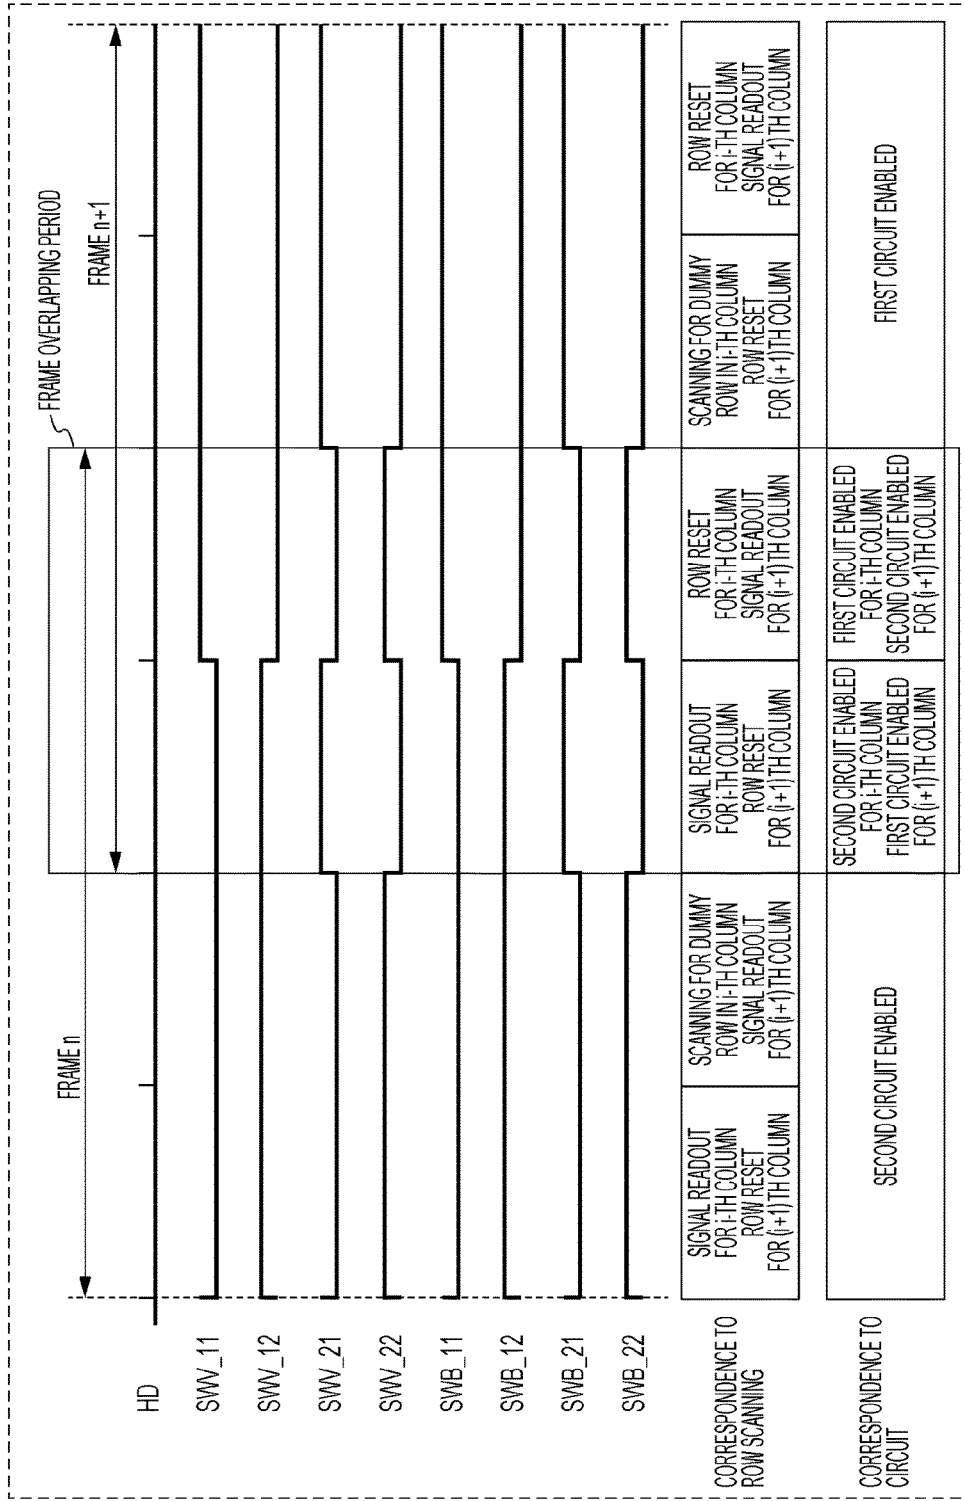 FRAME OVERLAPPING PERIOD
FRAME n+1
FRAME n
HD
SWV_11
SWV_12
SWV_21
SWV_22
SWB_11
SWB_12
SWB_21
SWB_22
CORRESPONDENCE TO
ROW SCANNING
SIGNAL READOUT
FOR i-TH COLUMN
ROW RESET
FOR (i+1)TH COLUMN
SCANNING FOR DUMMY
ROW IN i-TH COLUMN
SIGNAL READOUT
FOR (i+1)TH COLUMN
SIGNAL READOUT
FOR i-TH COLUMN
ROW RESET
FOR (i+1)TH COLUMN
ROW RESET
FOR i-TH COLUMN
SIGNAL READOUT
FOR (i+1)TH COLUMN
SCANNING FOR DUMMY
ROW IN i-TH COLUMN
ROW RESET
FOR (i+1)TH COLUMN
ROW RESET
FOR i-TH COLUMN
SIGNAL READOUT
FOR (i+1)TH COLUMN
CORRESPONDENCE TO
CIRCUIT
SECOND CIRCUIT ENABLED
SECOND CIRCUIT ENABLED
FOR i-TH COLUMN
FIRST CIRCUIT ENABLED
FOR (i+1)TH COLUMN
FIRST CIRCUIT ENABLED
FOR i-TH COLUMN
SECOND CIRCUIT ENABLED
FOR (i+1)TH COLUMN
FIRST CIRCUIT ENABLED